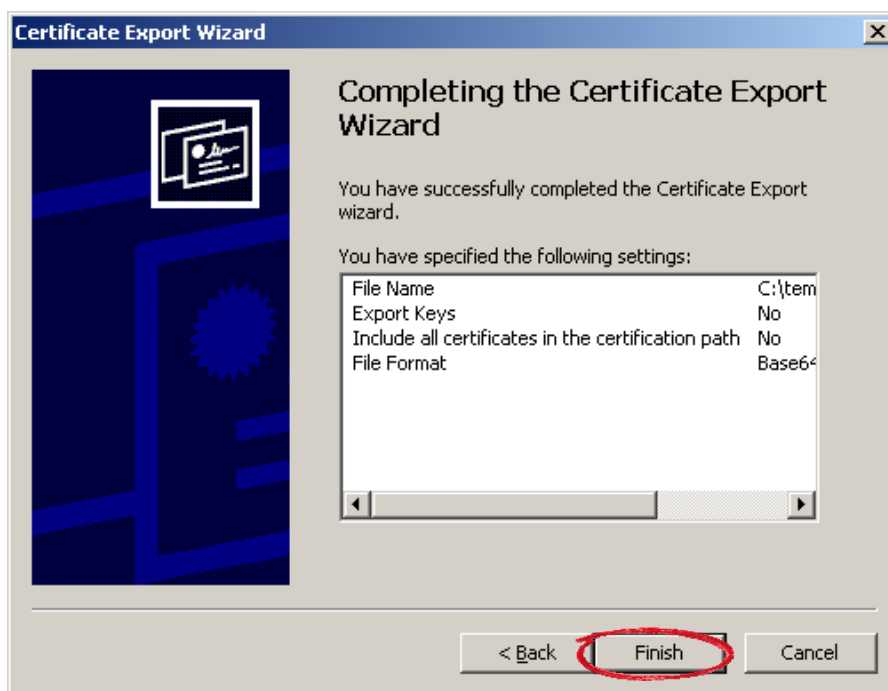 Certificate Export Wizard
Completing the Certificate Export
Wizard
You have successfully completed the Certificate Export
wizard.
You have specified the following settings:
File Name C:\tem
Export Keys No
Include all certificates in the certification path No
File Format Base64
< Back Finish Cancel